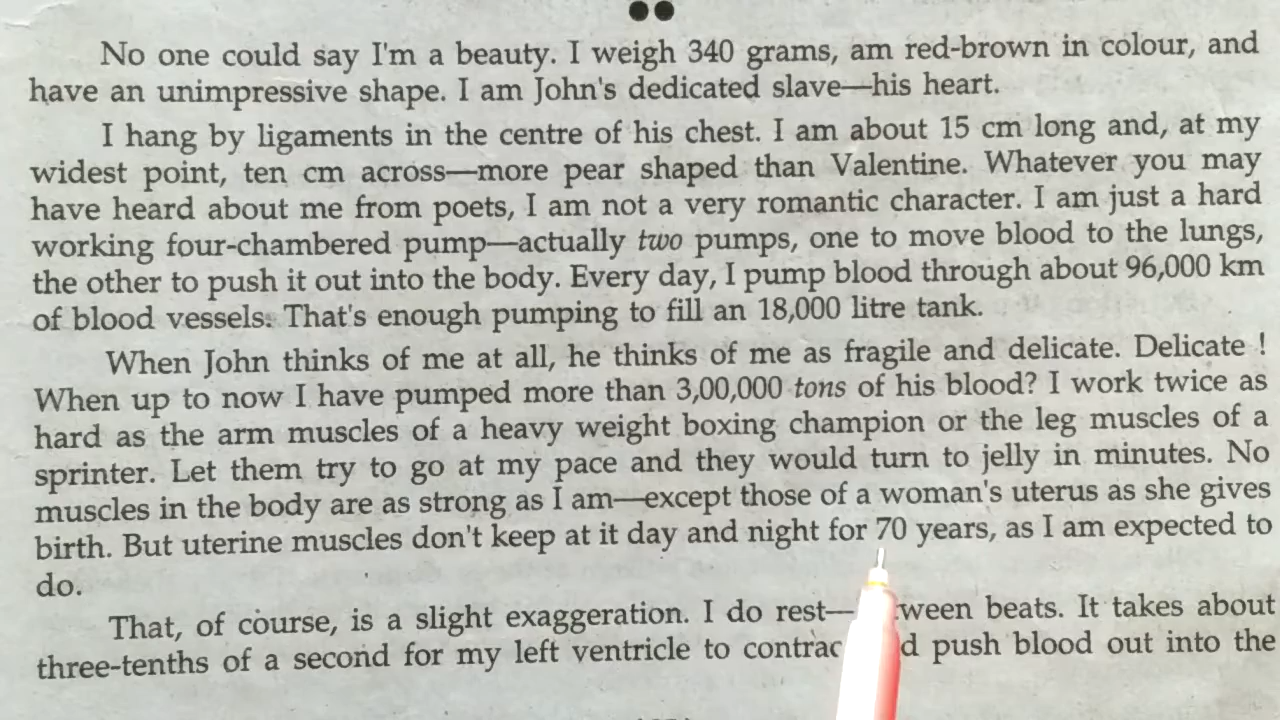 No one could say I'm a beauty. I weigh 340 grams, am red-brown in colour, and
have an unimpressive shape. I am John's dedicated slave—his heart.
I hang by ligaments in the centre of his chest. I am about 15 cm long and, at my
widest point, ten cm across—more pear shaped than Valentine. Whatever you may
have heard about me from poets, I am not a very romantic character. I am just a hard
working four-chambered pump—actually two pumps, one to move blood to the lungs,
the other to push it out into the body. Every day, I pump blood through about 96,000 km
of blood vessels. That's enough pumping to fill an 18,000 litre tank.
When John thinks of me at all, he thinks of me as fragile and delicate. Delicate !
When up to now I have pumped more than 3,00,000 tons of his blood? I work twice as
hard as the arm muscles of a heavy weight boxing champion or the leg muscles of a
sprinter. Let them try to go at my pace and they would turn to jelly in minutes. No
muscles in the body are as strong as I am—except those of a woman's uterus as she gives
birth. But uterine muscles don't keep at it day and night for 70 years, as I am expected to
do.
That, of course, is a slight exaggeration. I do rest— beats. It takes about
three-tenths of a second for my left ventricle to push blood out into the